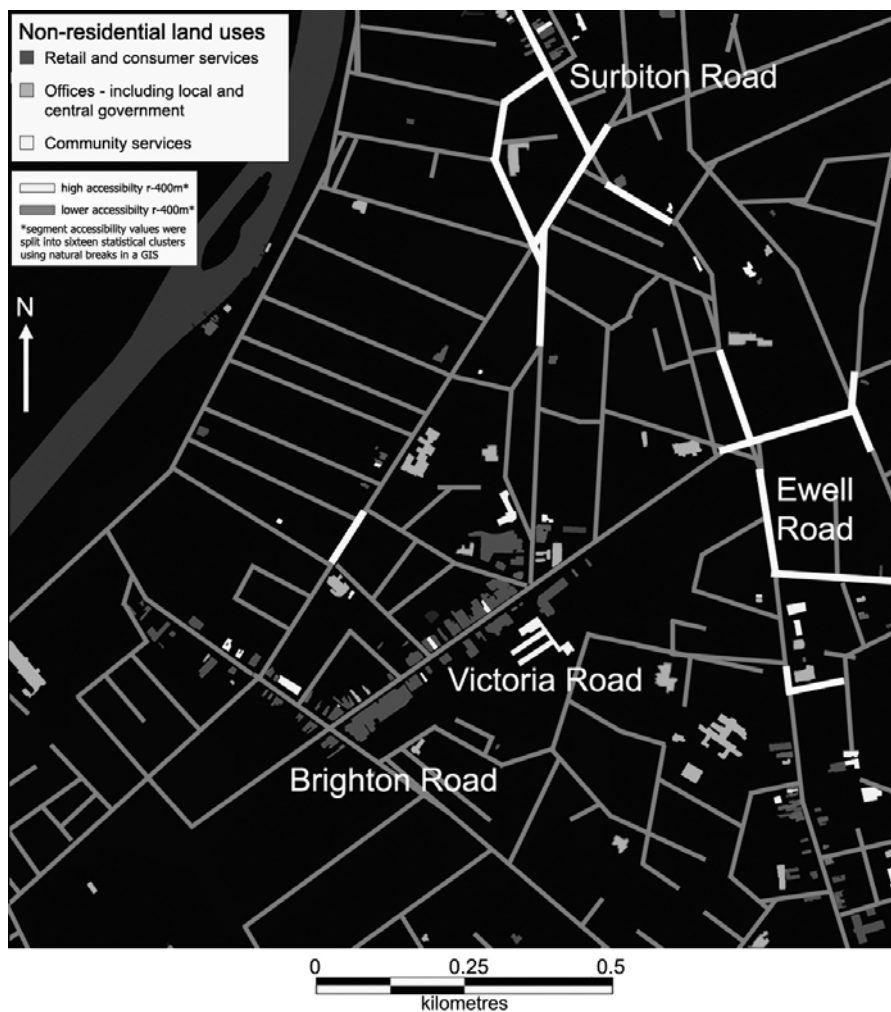 Non-residential land uses
Retail and consumer services
Offices - including local and
central government
Community services
high accessibilty r-400m*
lower accessibilty r-400m*
*segment accessibility values were
split into sixteen statistical clusters
using natural breaks in a GIS
N
Surbiton Road
Ewell
Road
Victoria Road
Brighton Road
0 0.25 0.5
kilometres